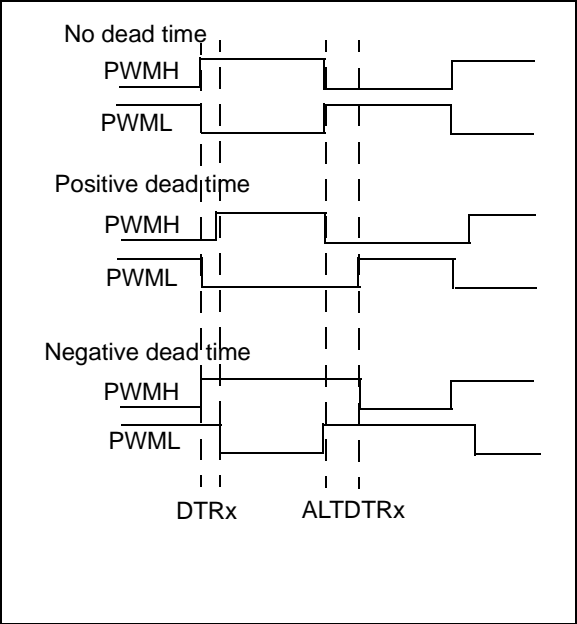 No dead time
PWMH
PWML
Positive dead time
PWMH
PWML
Negative dead time
PWMH
PWML
DTRx ALTDTRx